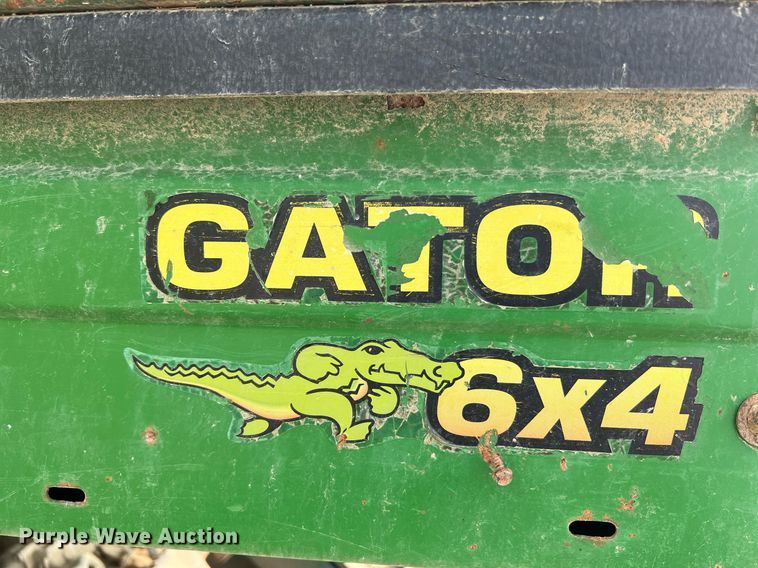 GATOR
6x4
Purple Wave Auction®